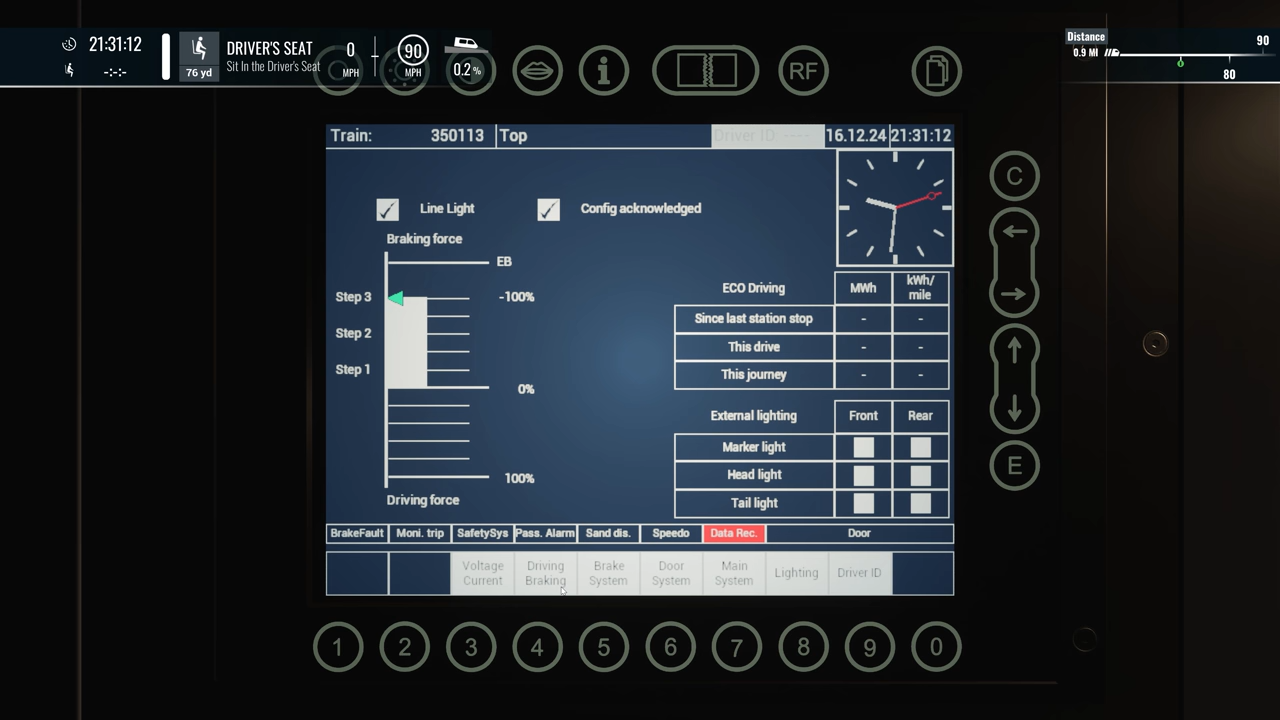 21:31:12
--:--
76 yd
DRIVER'S SEAT
Sit In the Driver's Seat
0
MPH
90
MPH
0.2 %
i
RF
Distance
0.9 MI
90
80
Train: 350113 Top Driver ID ---- 16.12.24 21:31:12
Line Light Config acknowledged
Braking force
EB
Step 3 -100%
Step 2
Step 1
0%
100%
Driving force
ECO Driving MWh kWh/
mile
Since last station stop - -
This drive - -
This journey - -
External lighting Front Rear
Marker light
Head light
Tail light
BrakeFault Moni. trip SafetySys Pass. Alarm Sand dis. Speedo Data Rec. Door
Voltage
Current
Driving
Braking
Brake
System
Door
System
Main
System
Lighting
Driver ID
C
E
1 2 3 4 5 6 7 8 9 0